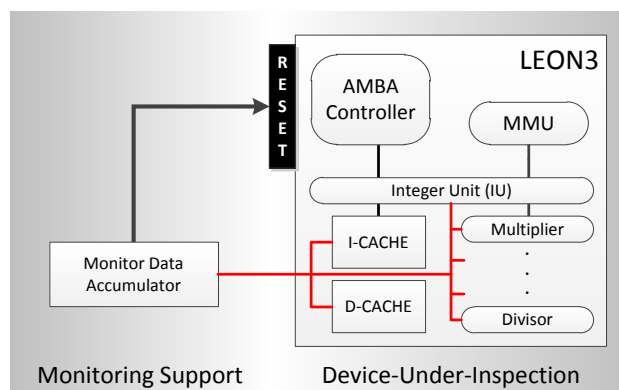 LEON3
RESET
AMBA
Controller
MMU
Integer Unit (IU)
I-CACHE
Multiplier
Monitor Data
Accumulator
D-CACHE
Divisor
Monitoring Support
Device-Under-Inspection